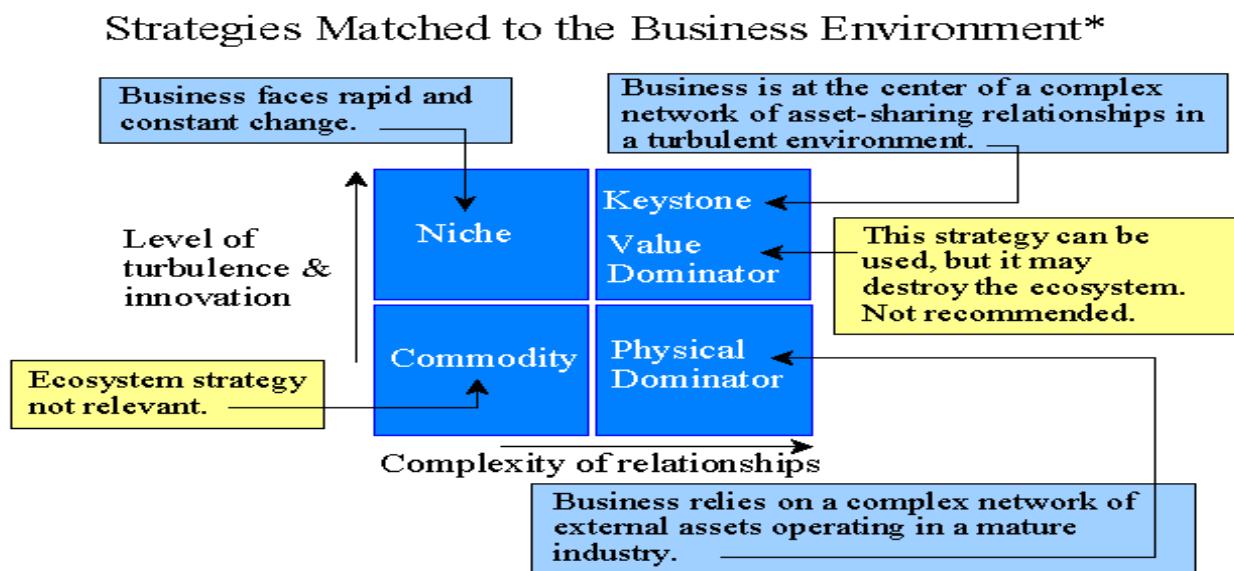 Strategies Matched to the Business Environment*
Business faces rapid and
constant change.
Business is at the center of a complex
network of asset-sharing relationships in
a turbulent environment.
Level of
turbulence &
innovation
Niche
Keystone
Value
Dominator
This strategy can be
used, but it may
destroy the ecosystem.
Not recommended.
Ecosystem strategy
not relevant.
Commodity
Physical
Dominator
Complexity of relationships
Business relies on a complex network of
external assets operating in a mature
industry.